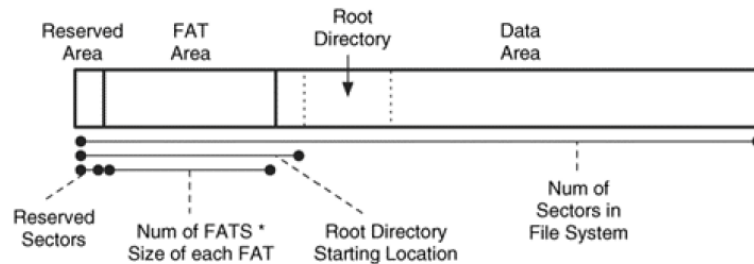 Reserved
Area
FAT
Area
Root
Directory
Data
Area
Reserved
Sectors
Num of FATS *
Size of each FAT
Root Directory
Starting Location
Num of
Sectors in
File System